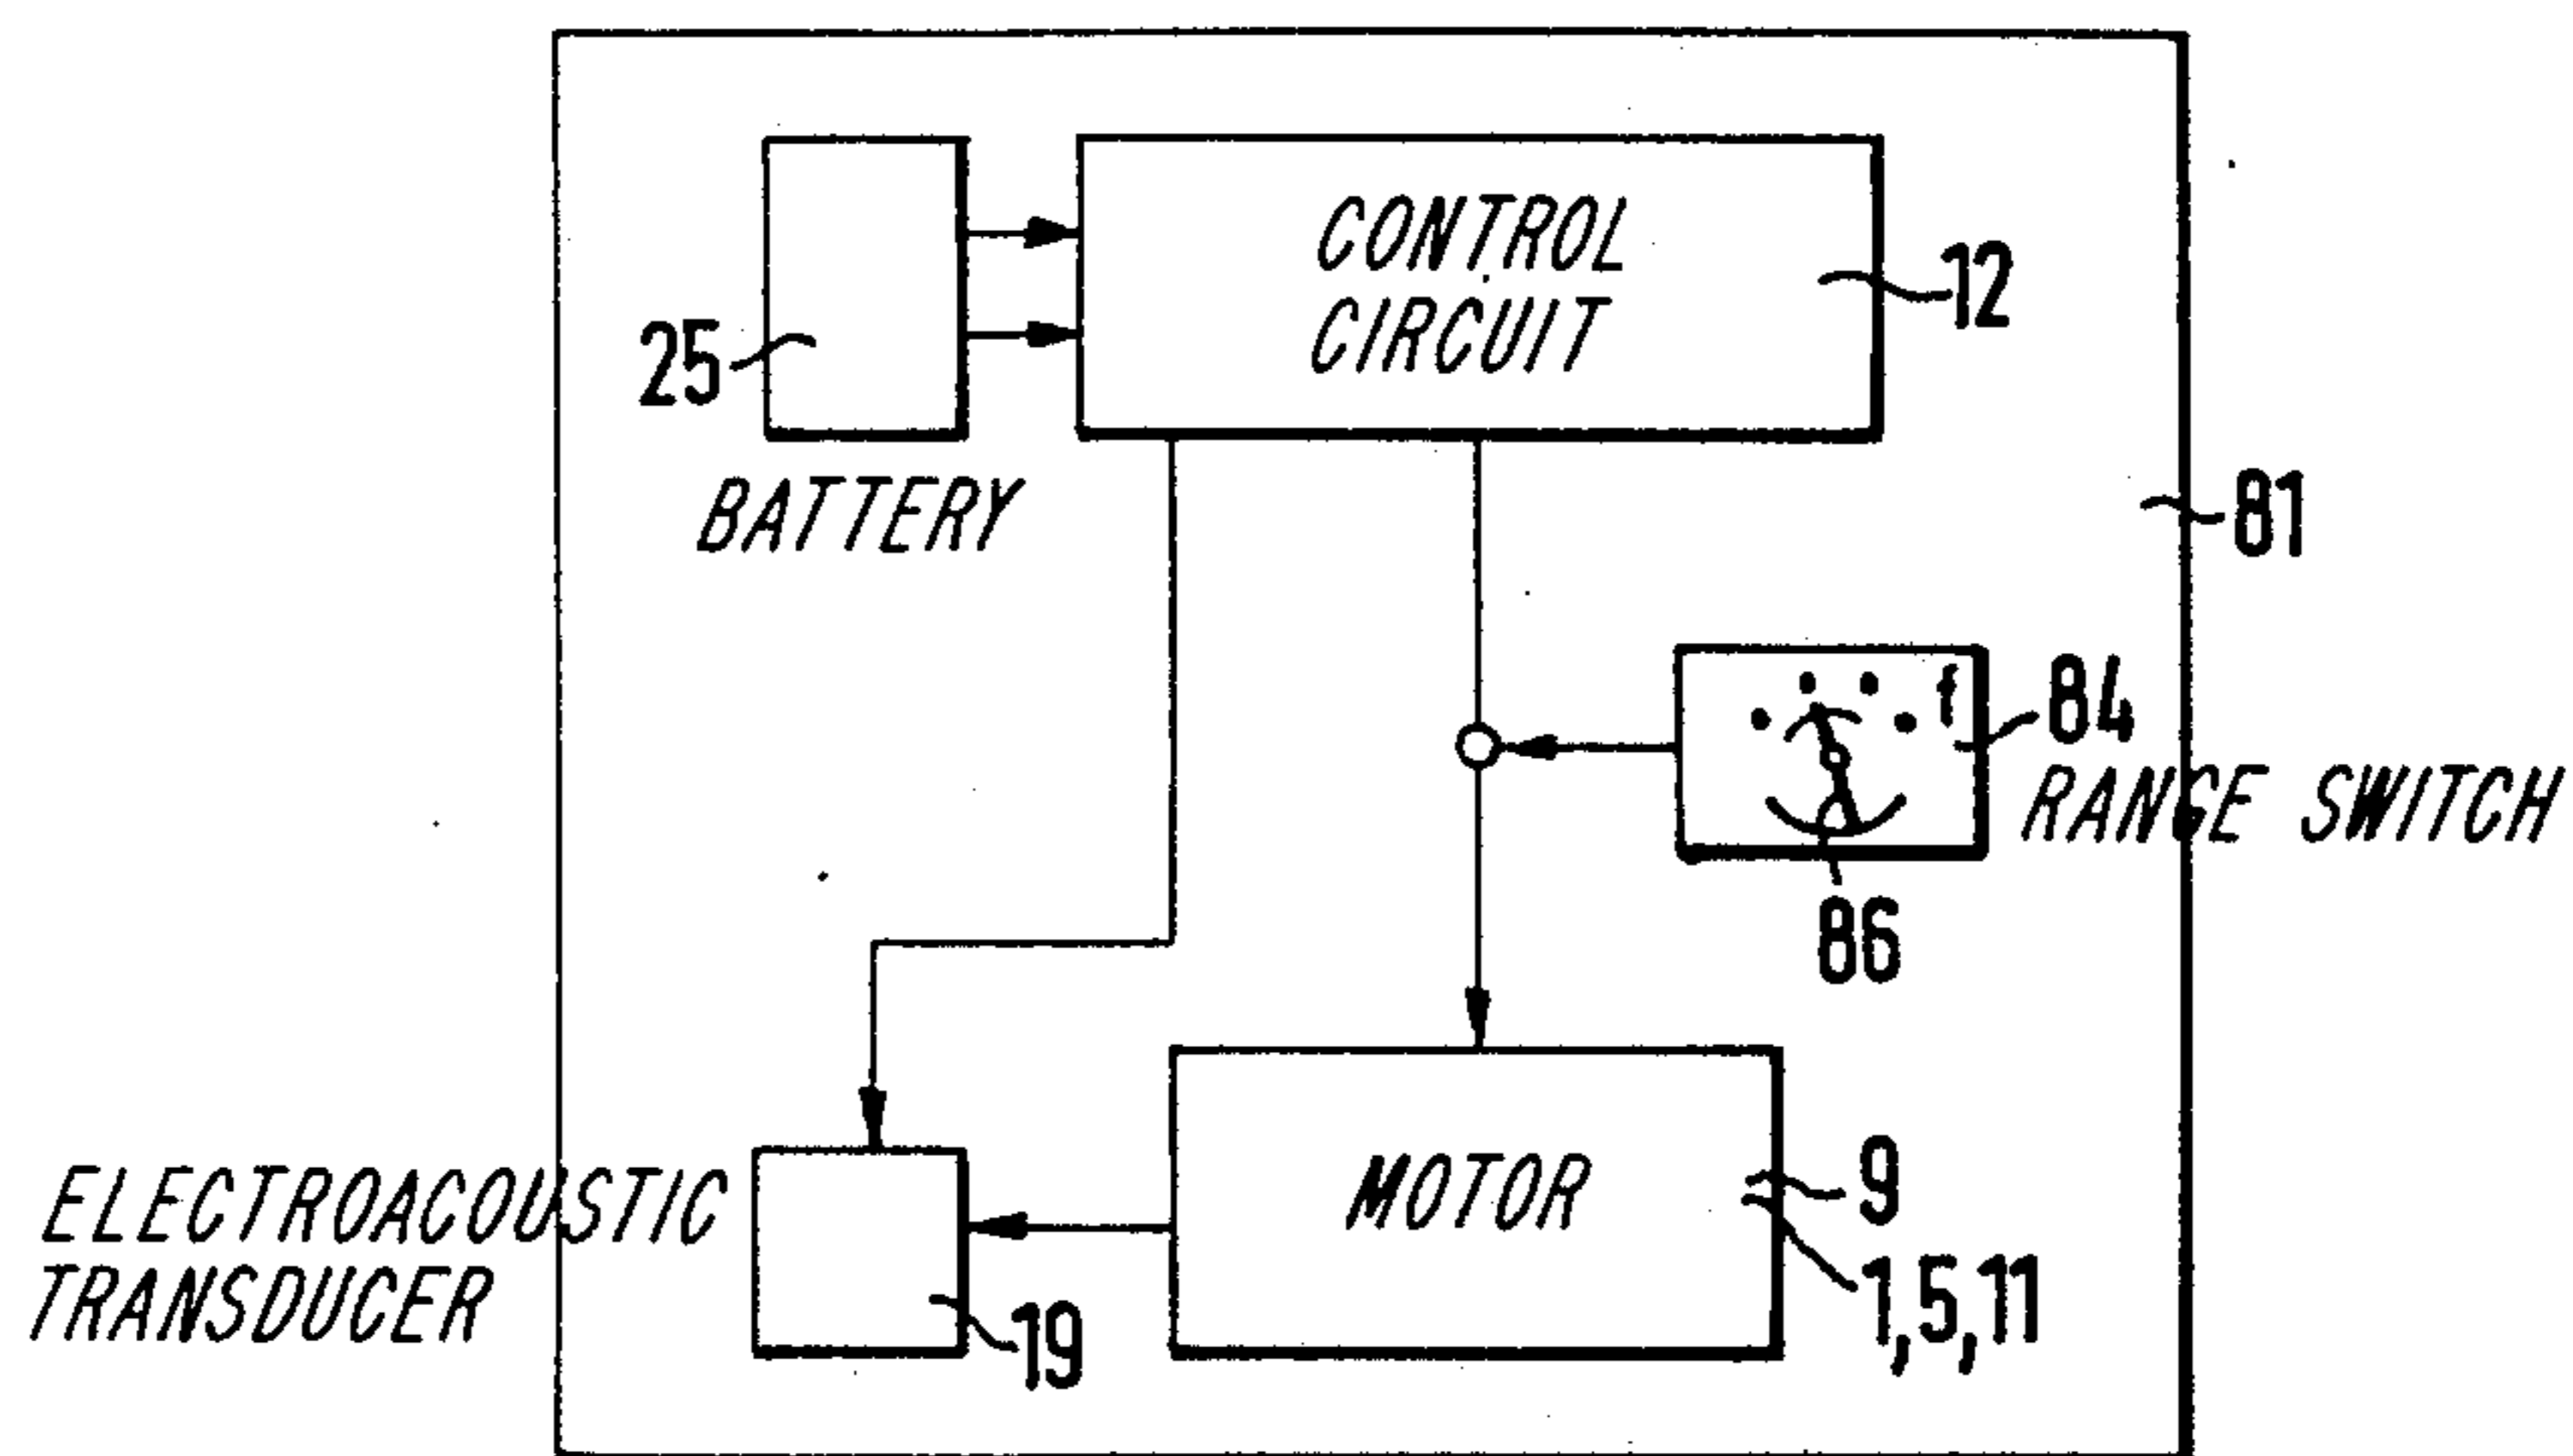 CONTROL
CIRCUIT
12
25
BATTERY
81
f
84
RANGE SWITCH
86
ELECTROACOUSTIC
TRANSDUCER
19
MOTOR
9
1,5,11